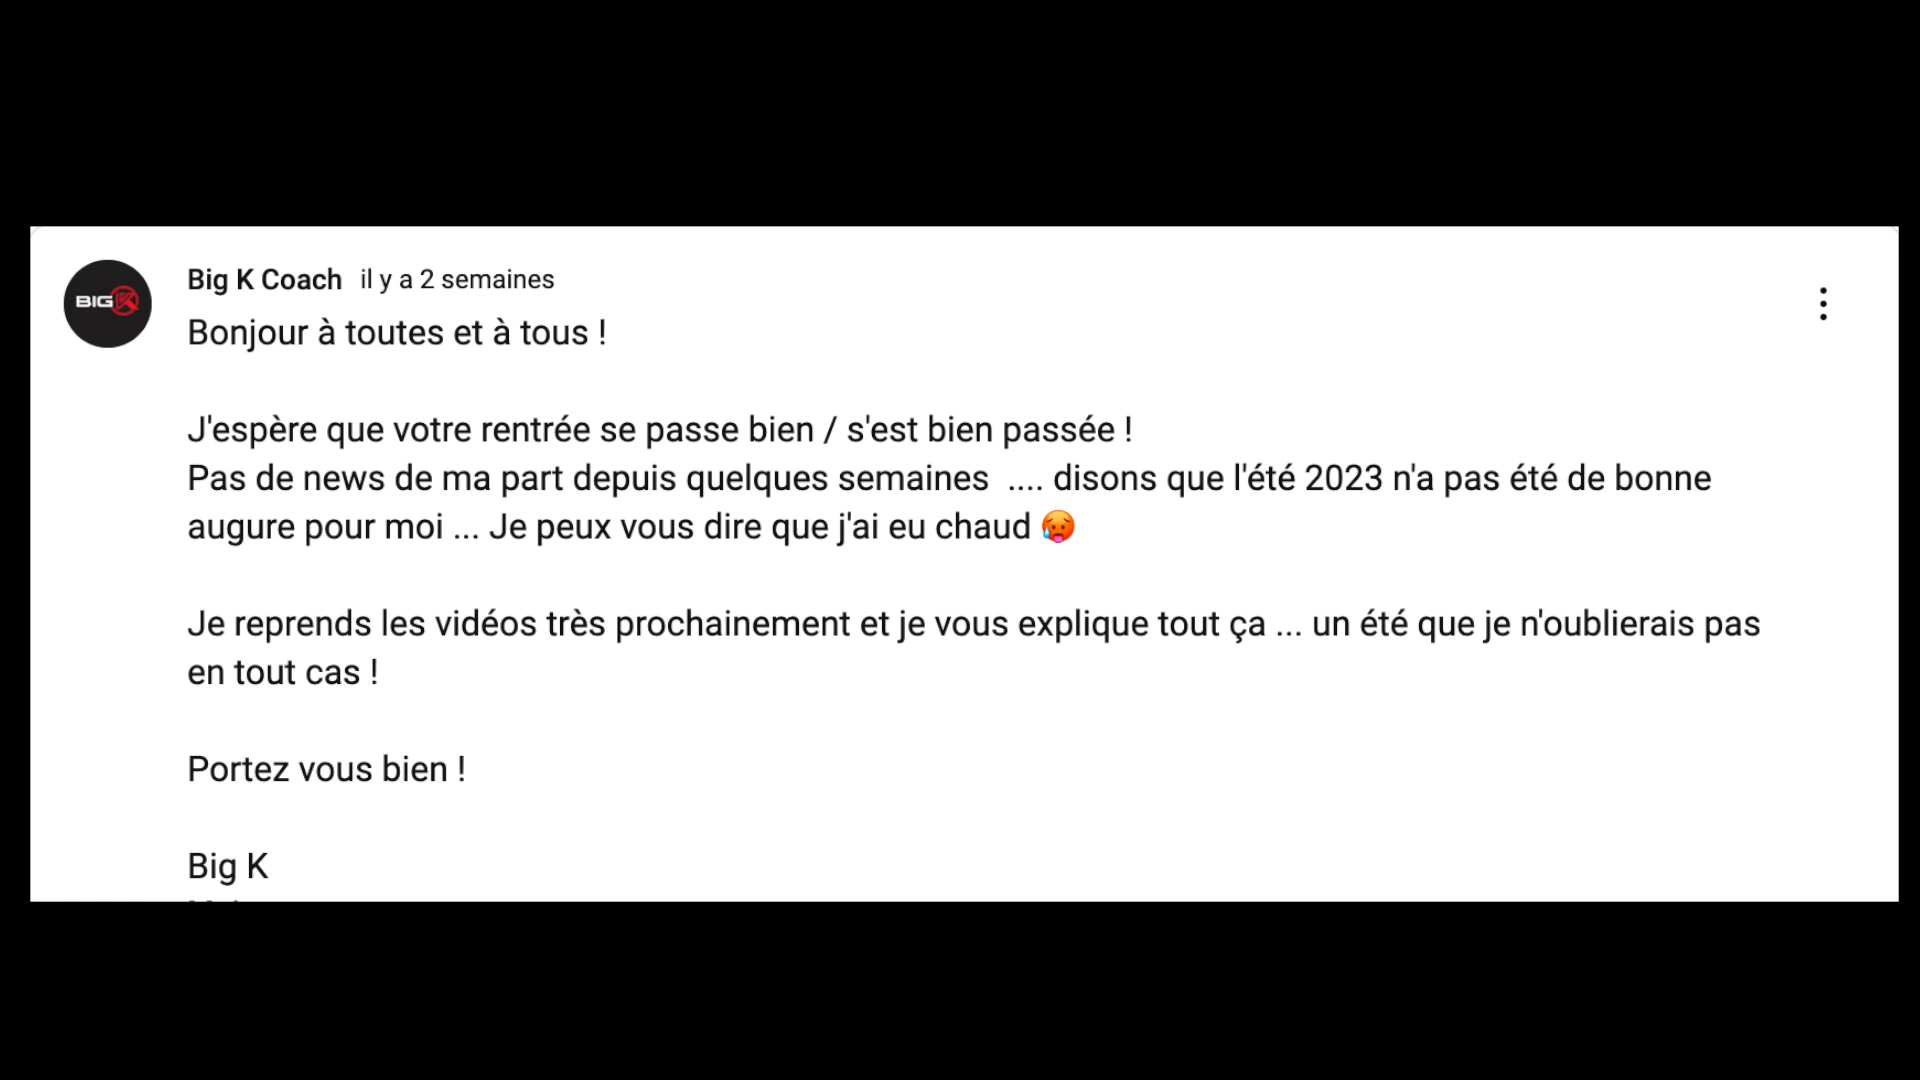 BIG K
Big K Coach il y a 2 semaines
Bonjour à toutes et à tous !
J'espère que votre rentrée se passe bien / s'est bien passée !
Pas de news de ma part depuis quelques semaines  .... disons que l'été 2023 n'a pas été de bonne
augure pour moi ... Je peux vous dire que j'ai eu chaud 🥵
Je reprends les vidéos très prochainement et je vous explique tout ça ... un été que je n'oublierais pas
en tout cas !
Portez vous bien !
Big K